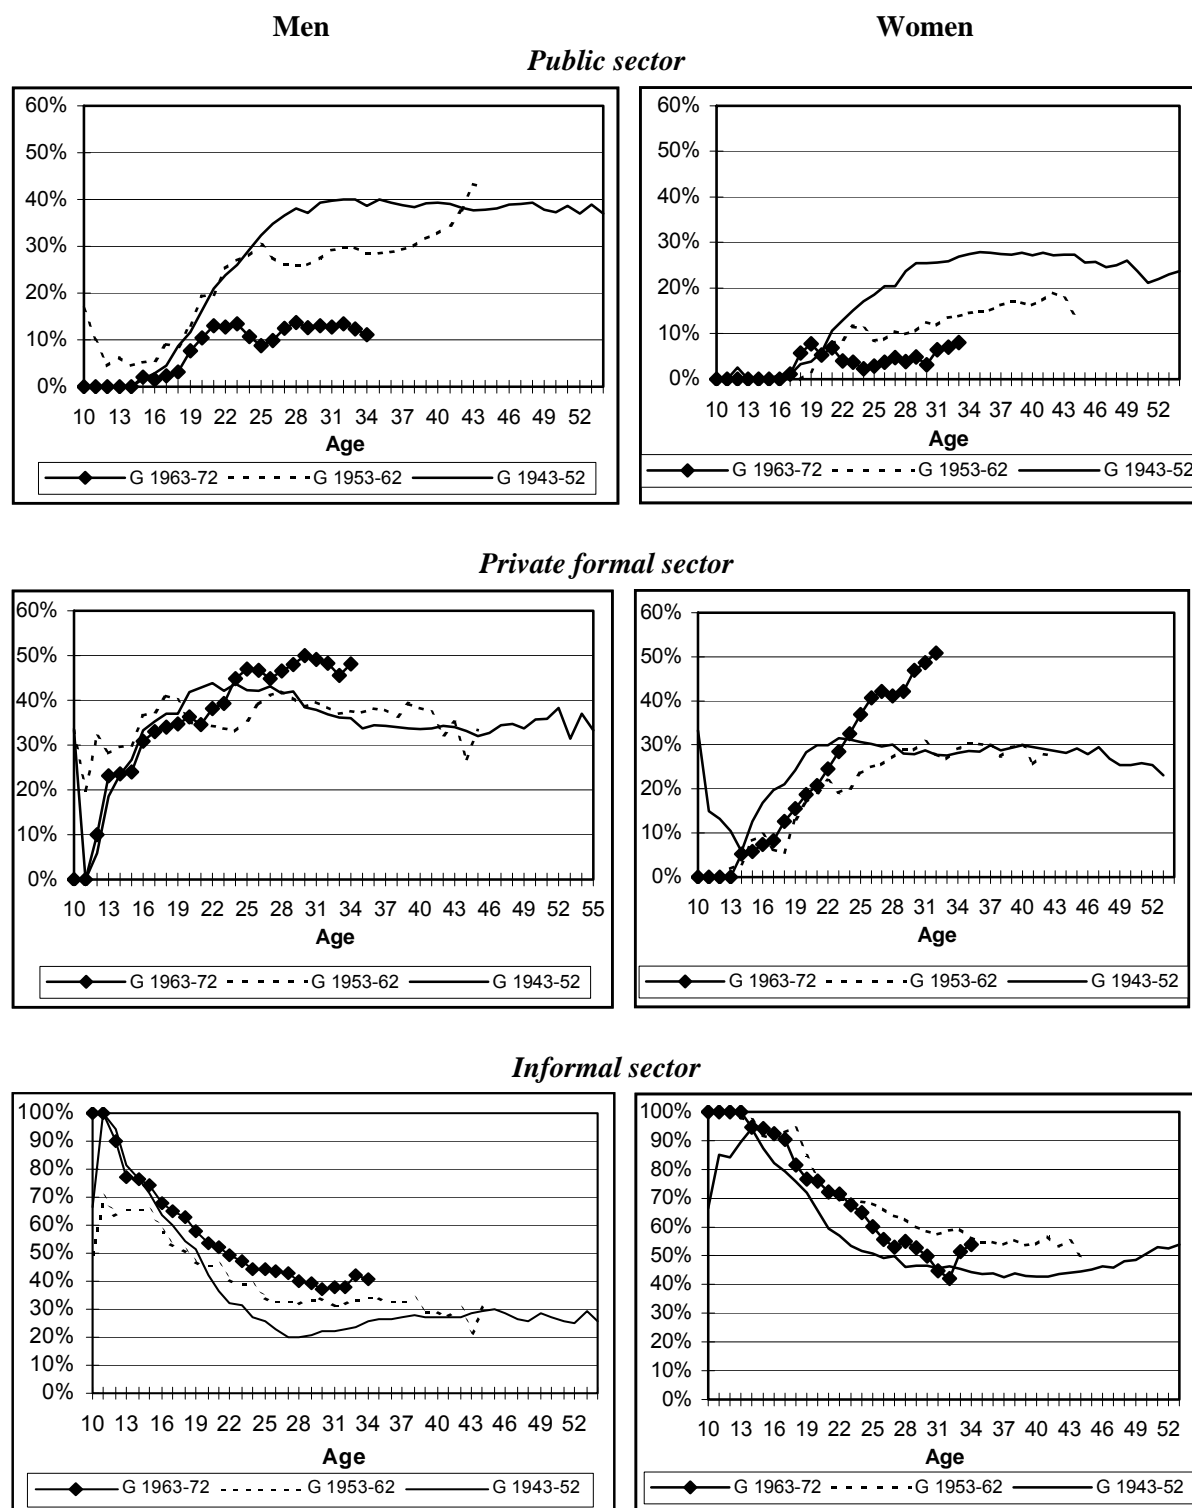 Men Women
Public sector
60% 60%
50% 50%
40% 40%
30% 30%
20% 20%
10% 10%
0% 0%
10 13 16 19 22 25 28 31 34 37 40 43 46 49 52 10 13 16 19 22 25 28 31 34 37 40 43 46 49 52
Age Age
G 1963-72 G 1953-62 G 1943-52 G 1963-72 G 1953-62 G 1943-52
Private formal sector
60% 60%
50% 50%
40% 40%
30% 30%
20% 20%
10% 10%
0% 0%
10 13 16 19 22 25 28 31 34 37 40 43 46 49 52 55 10 13 16 19 22 25 28 31 34 37 40 43 46 49 52
Age Age
G 1963-72 G 1953-62 G 1943-52 G 1963-72 G 1953-62 G 1943-52
Informal sector
100% 100%
90% 90%
80% 80%
70% 70%
60% 60%
50% 50%
40% 40%
30% 30%
20% 20%
10% 10%
0% 0%
10 13 16 19 22 25 28 31 34 37 40 43 46 49 52 10 13 16 19 22 25 28 31 34 37 40 43 46 49 52
Age Age
G 1963-72 G 1953-62 G 1943-52 G 1963-72 G 1953-62 G 1943-52